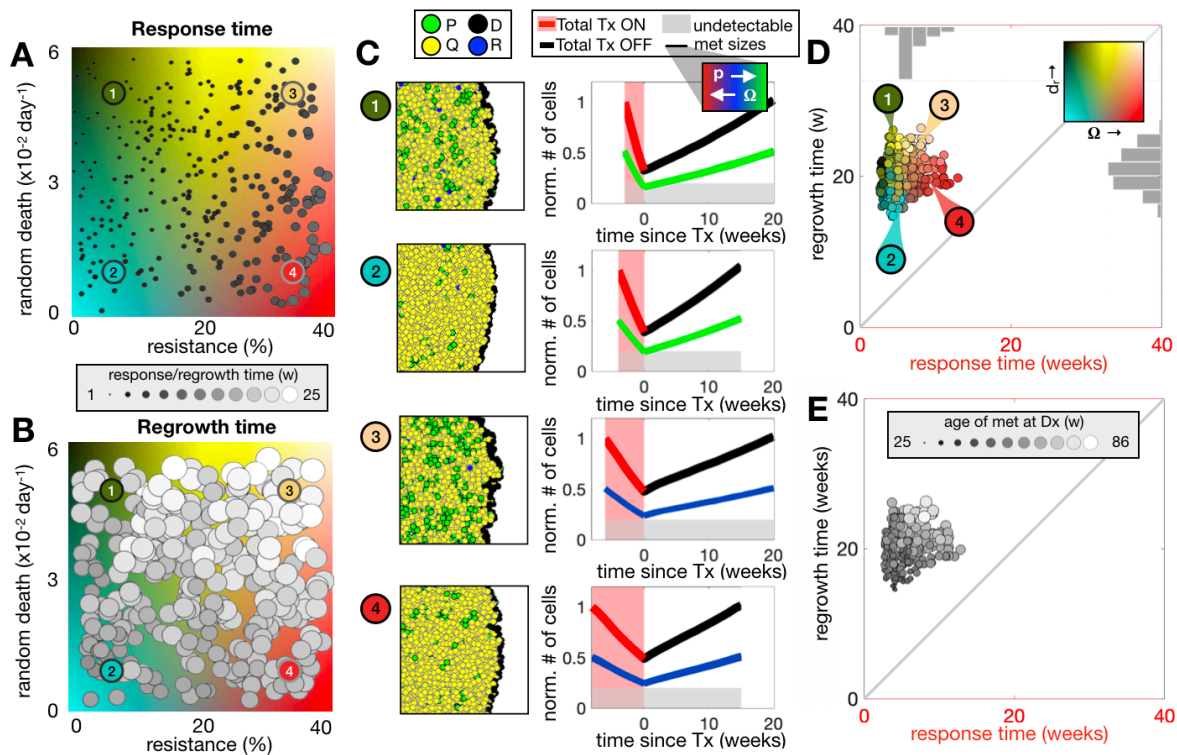 A
Response time
random death (x10⁻² day⁻¹)
6
3
0
1
3
2
4
0
20
40
resistance (%)
response/regrowth time (w)
1
25
B
Regrowth time
random death (x10⁻² day⁻¹)
6
3
0
1
3
2
4
0
20
40
resistance (%)
C
P
D
Q
R
Total Tx ON
Total Tx OFF
undetectable
met sizes
p
Ω
1
norm. # of cells
1
0.5
0
0
20
time since Tx (weeks)
2
norm. # of cells
1
0.5
0
0
20
time since Tx (weeks)
3
norm. # of cells
1
0.5
0
0
20
time since Tx (weeks)
4
norm. # of cells
1
0.5
0
0
20
time since Tx (weeks)
D
regrowth time (w)
40
20
0
1
3
2
4
dᵣ→
Ω →
0
20
40
response time (weeks)
E
age of met at Dx (w)
25
86
regrowth time (weeks)
40
20
0
0
20
40
response time (weeks)